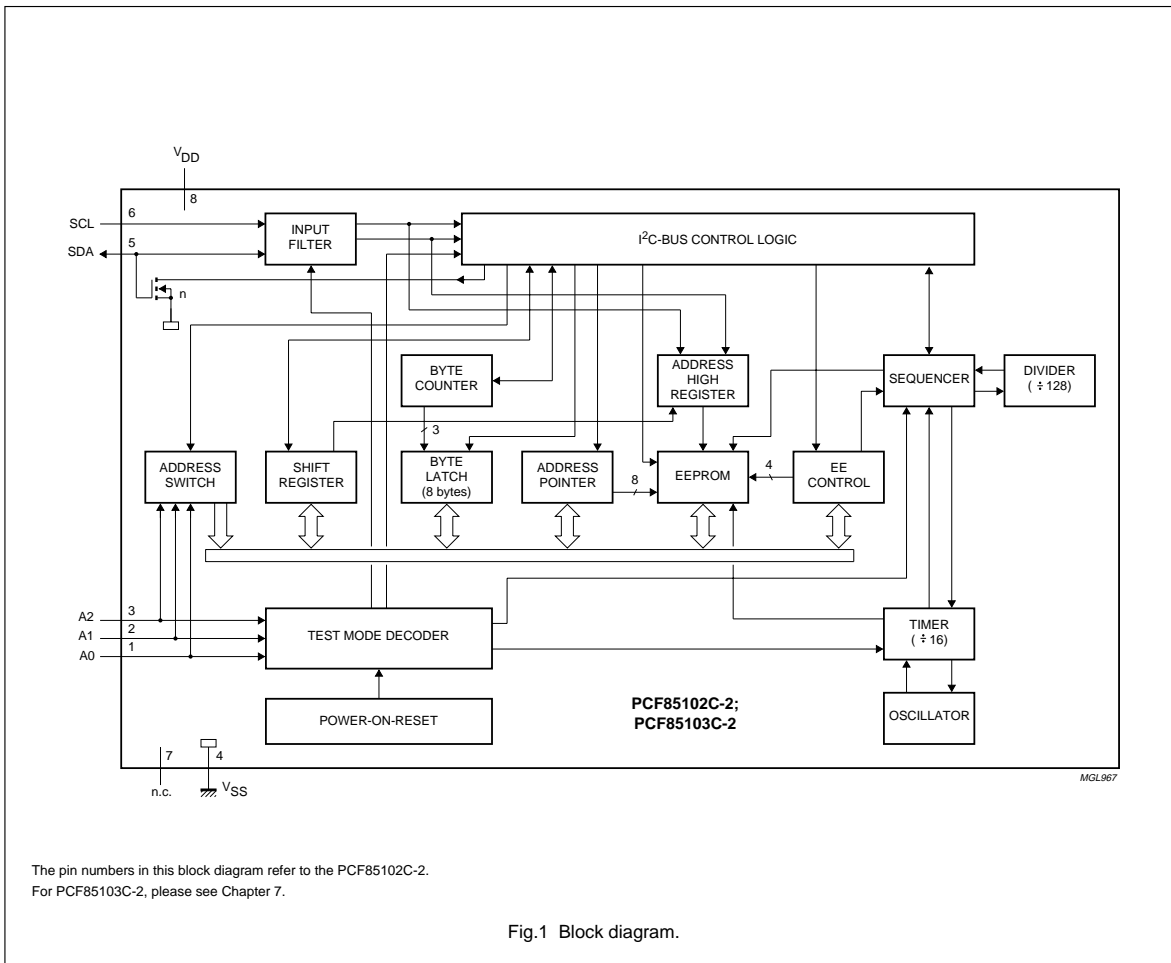 V DD
8
SCL
6
SDA
5
INPUT
FILTER
I2C-BUS CONTROL LOGIC
n
BYTE
COUNTER
ADDRESS
HIGH
REGISTER
SEQUENCER
DIVIDER
( ÷ 128)
3
ADDRESS
SWITCH
SHIFT
REGISTER
BYTE
LATCH
(8 bytes)
ADDRESS
POINTER
8
EEPROM
4
EE
CONTROL
A2
3
A1
2
A0
1
TEST MODE DECODER
TIMER
( ÷ 16)
POWER-ON-RESET
PCF85102C-2;
PCF85103C-2
OSCILLATOR
7
n.c.
4
V SS
MGL967
The pin numbers in this block diagram refer to the PCF85102C-2.
For PCF85103C-2, please see Chapter 7.
Fig.1 Block diagram.